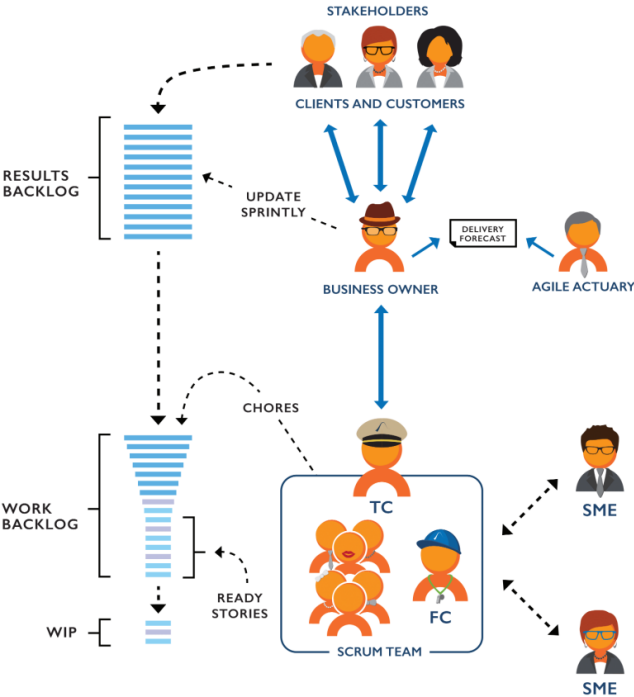 STAKEHOLDERS
CLIENTS AND CUSTOMERS
RESULTS
BACKLOG
UPDATE
SPRINTLY
DELIVERY
FORECAST
BUSINESS OWNER
AGILE ACTUARY
CHORES
WORK
BACKLOG
TC
SME
READY
STORIES
FC
WIP
SCRUM TEAM
SME